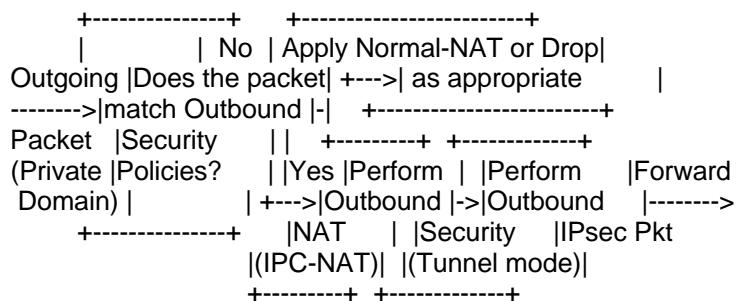 +---------------+ +-------------------------+
| | No | Apply Normal-NAT or Drop|
Outgoing |Does the packet| +--->| as appropriate |
-------->|match Outbound |-| +-------------------------+
Packet |Security | | +---------+ +-------------+
(Private |Policies? | |Yes |Perform | |Perform |Forward
Domain) | | +--->|Outbound |->|Outbound |-------->
+---------------+ |NAT | |Security |IPsec Pkt
|(IPC-NAT)| |(Tunnel mode)|
+---------+ +-------------+